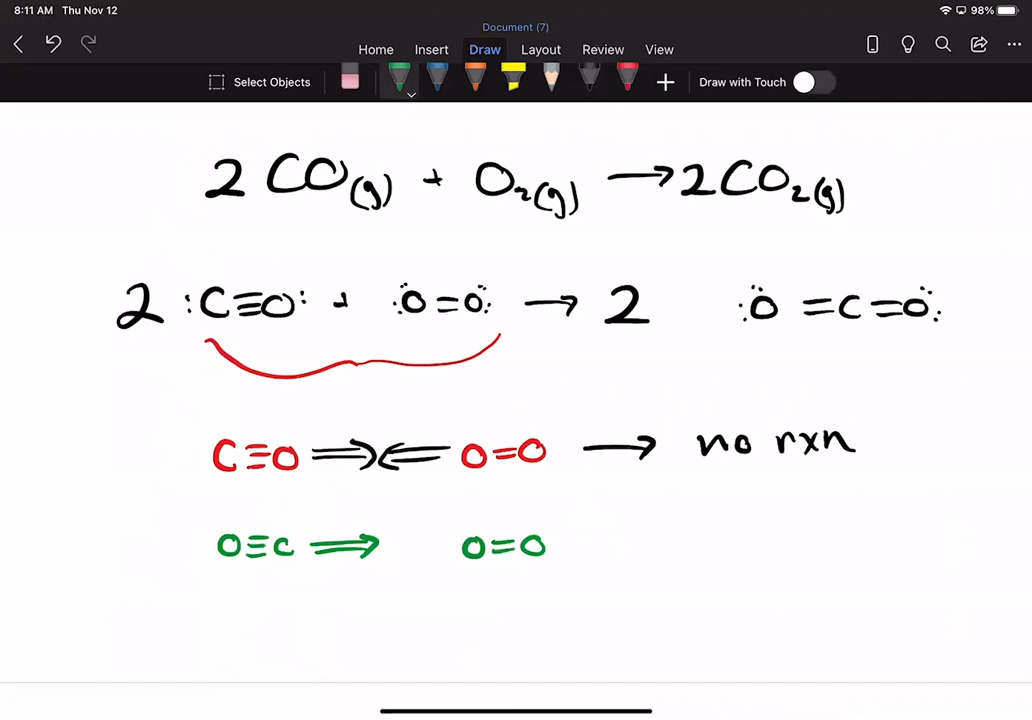 8:11 AM Thu Nov 12
98%
Document (7)
Home Insert Draw Layout Review View
Select Objects
Draw with Touch
2 CO(g) + O₂(g) → 2CO₂(g)
2 :C≡O: + :Ö=Ö: → 2 :Ö=C=Ö:
C≡O ⇒ ⇐ O=O → no rxn
O≡C ⇒ O=O